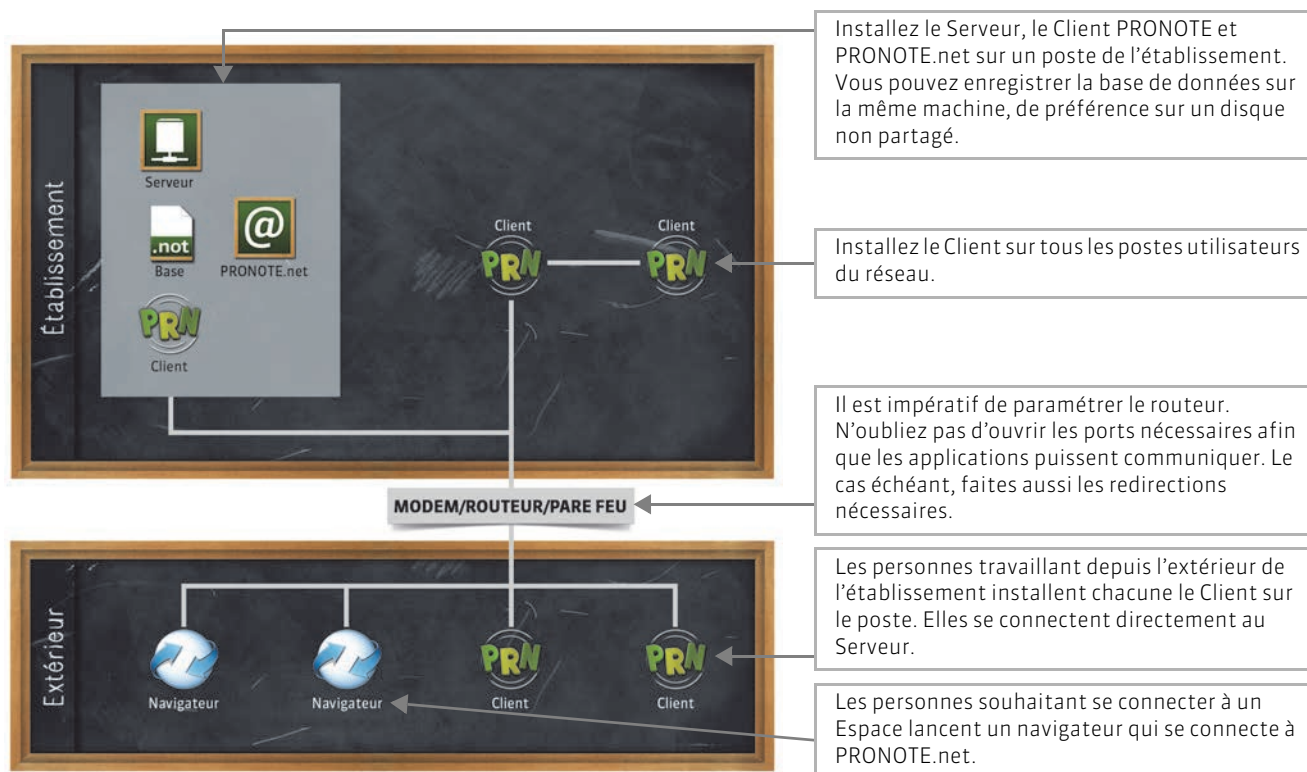 Installez le Serveur, le Client PRONOTE et
PRONOTE.net sur un poste de l'établissement.
Vous pouvez enregistrer la base de données sur
la même machine, de préférence sur un disque
non partagé.
Établissement
Serveur
.not
Base
@
PRONOTE.net
PRN
Client
Client
PRN
Client
PRN
Installez le Client sur tous les postes utilisateurs
du réseau.
Il est impératif de paramétrer le routeur.
N'oubliez pas d'ouvrir les ports nécessaires afin
que les applications puissent communiquer. Le
cas échéant, faites aussi les redirections
nécessaires.
MODEM/ROUTEUR/PARE FEU
Extérieur
Navigateur
Navigateur
PRN
Client
PRN
Client
Les personnes travaillant depuis l'extérieur de
l'établissement installent chacune le Client sur
le poste. Elles se connectent directement au
Serveur.
Les personnes souhaitant se connecter à un
Espace lancent un navigateur qui se connecte à
PRONOTE.net.